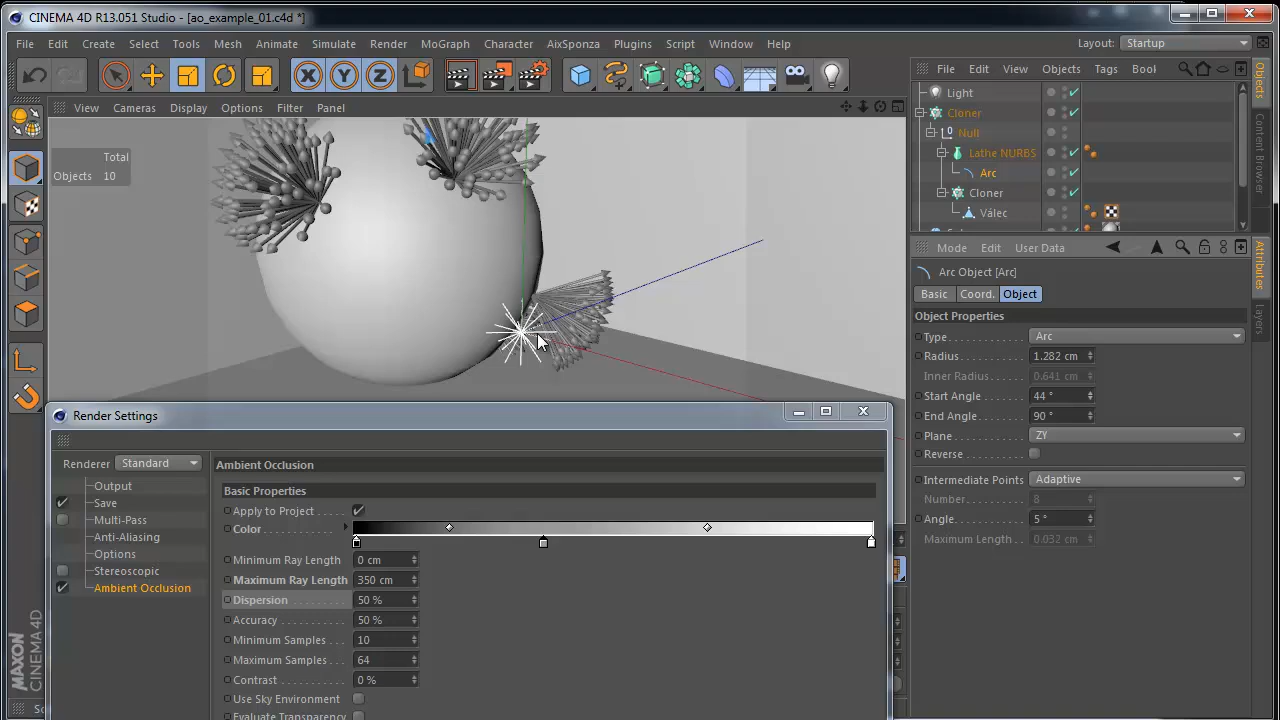 CINEMA 4D R13.051 Studio - [ao_example_01.c4d *]
File Edit Create Select Tools Mesh Animate Simulate Render MoGraph Character AixSponza Plugins Script Window Help
Layout: Startup
View Cameras Display Options Filter Panel
File Edit View Objects Tags Bool
Total
Objects 10
Light
Cloner
Null
Lathe NURBS
Arc
Cloner
Válec
Objects
Content Browser
Mode Edit User Data
Arc Object [Arc]
Basic Coord. Object
Object Properties
Type Arc
Radius 1.282 cm
Inner Radius 0.641 cm
Start Angle 44 °
End Angle 90 °
Plane ZY
Reverse
Intermediate Points Adaptive
Number 8
Angle 5 °
Maximum Length 0.032 cm
Attributes
Layers
Render Settings
Renderer Standard
Output
Save
Multi-Pass
Anti-Aliasing
Options
Stereoscopic
Ambient Occlusion
Ambient Occlusion
Basic Properties
Apply to Project
Color
Minimum Ray Length 0 cm
Maximum Ray Length 350 cm
Dispersion 50 %
Accuracy 50 %
Minimum Samples 10
Maximum Samples 64
Contrast 0 %
Use Sky Environment
Evaluate Transparency
MAXON
CINEMA 4D